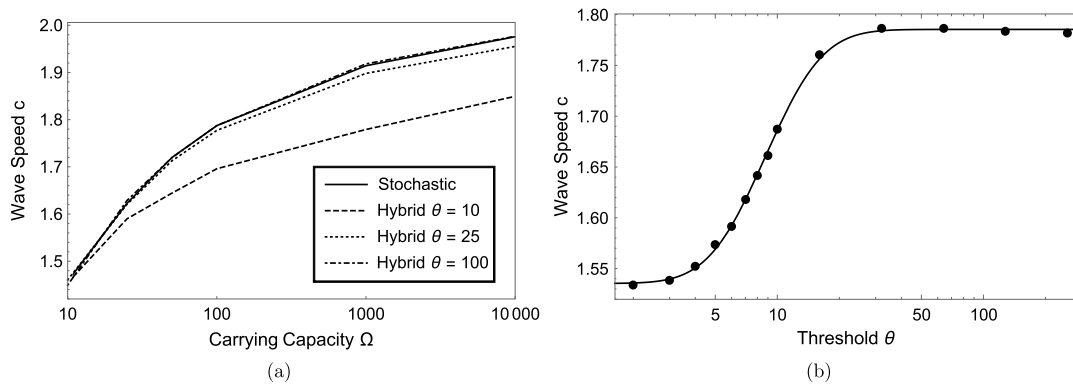 Wave Speed c
2.0
1.9
1.8
1.7
1.6
1.5
10
100
1000
10 000
Carrying Capacity Ω
Stochastic
Hybrid θ = 10
Hybrid θ = 25
Hybrid θ = 100
(a)
Wave Speed c
1.80
1.75
1.70
1.65
1.60
1.55
5
10
50
100
Threshold θ
(b)